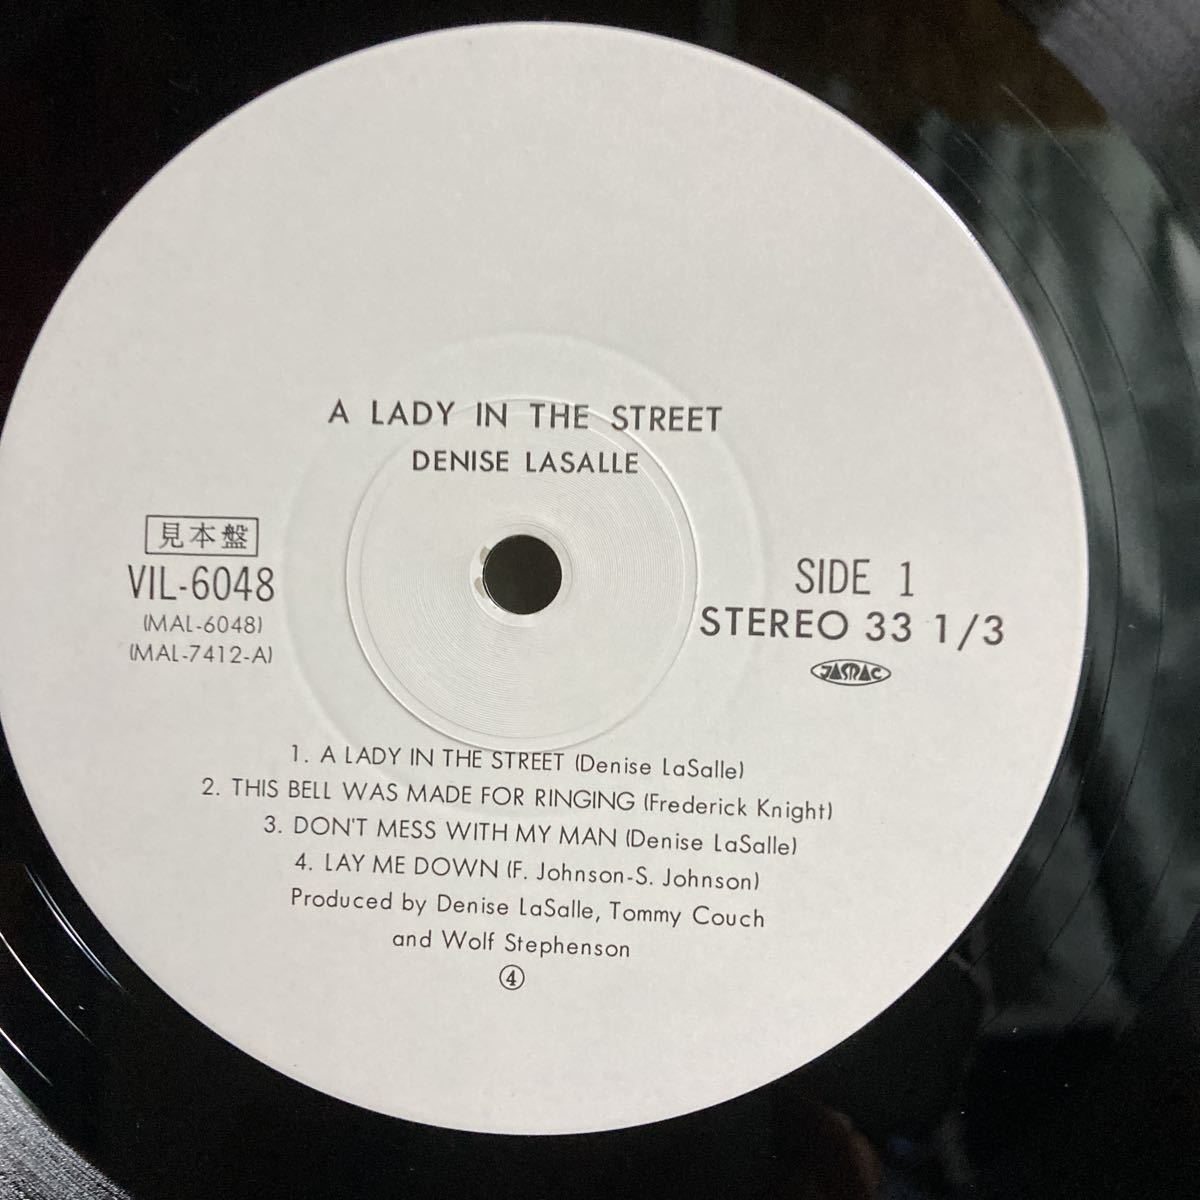 A LADY IN THE STREET
DENISE LASALLE
見本盤
VIL-6048
(MAL-6048)
(MAL-7412-A)
SIDE 1
STEREO 33 1/3
JASRAC
1. A LADY IN THE STREET (Denise LaSalle)
2. THIS BELL WAS MADE FOR RINGING (Frederick Knight)
3. DON'T MESS WITH MY MAN (Denise LaSalle)
4. LAY ME DOWN (F. Johnson-S. Johnson)
Produced by Denise LaSalle, Tommy Couch
and Wolf Stephenson
④